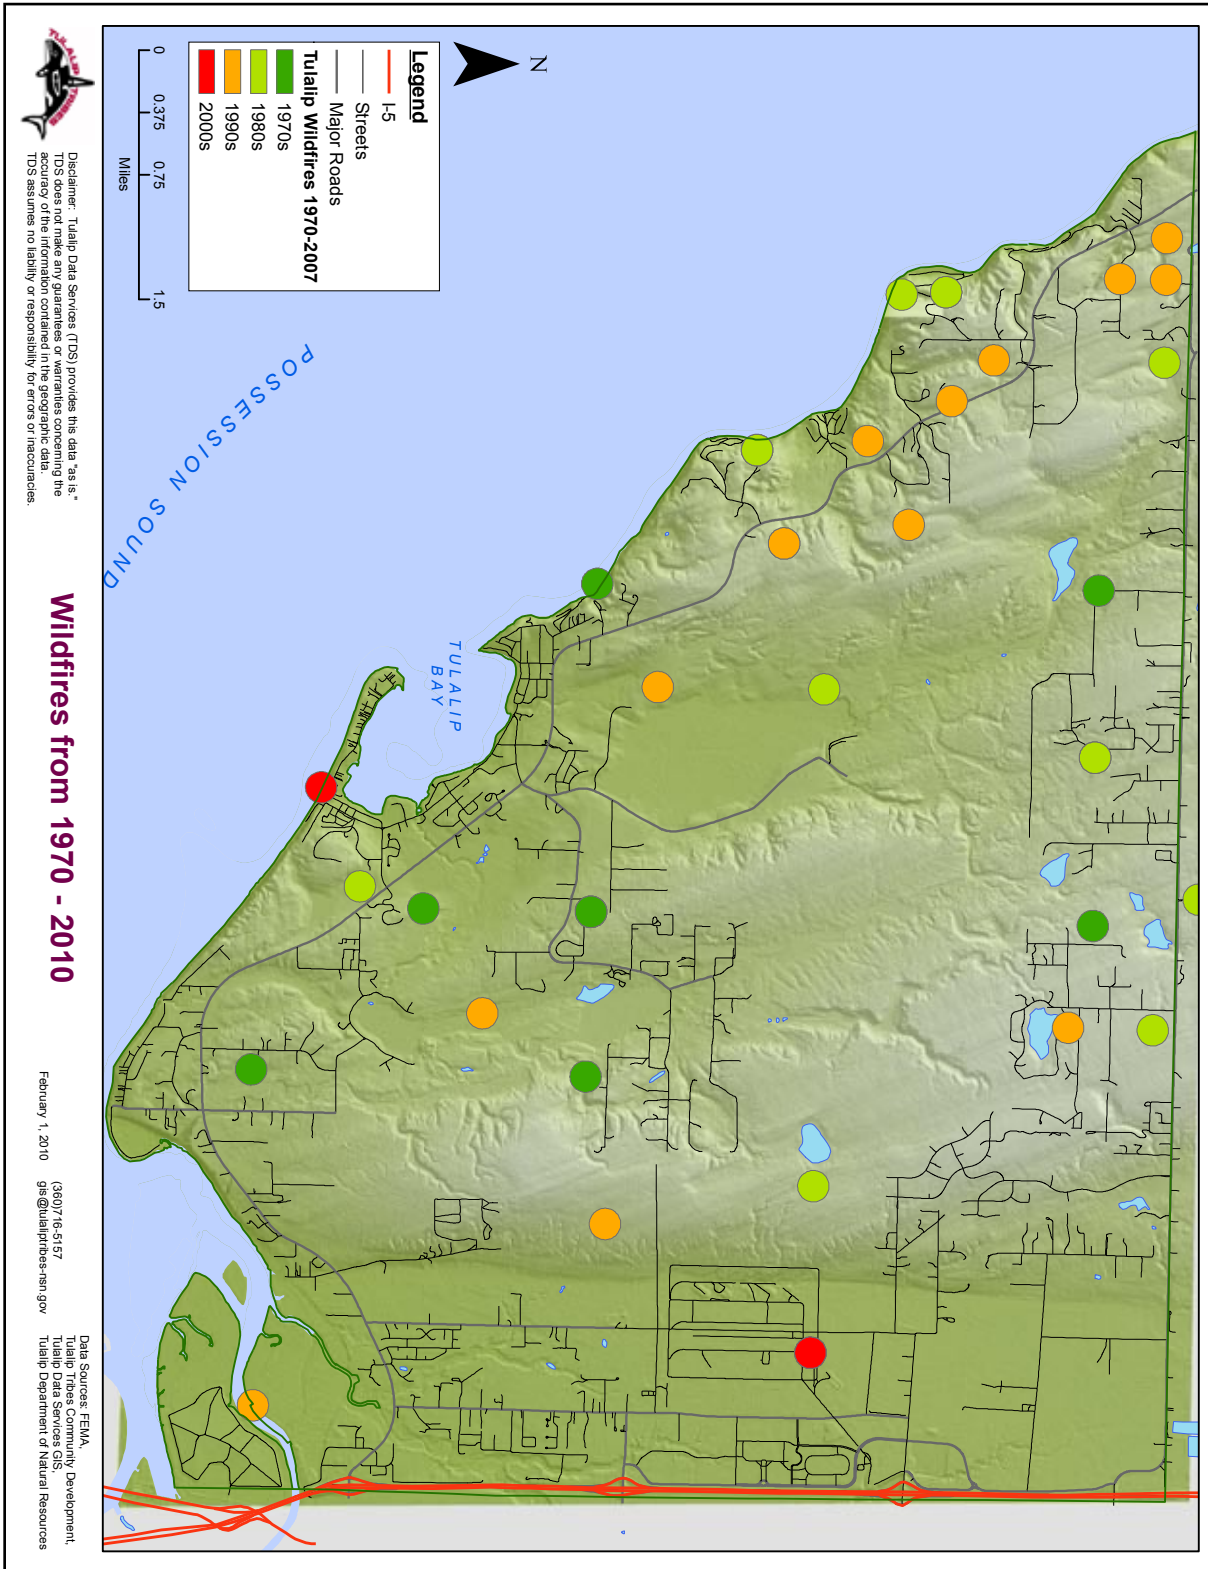 N
Legend
I-5
Streets
Major Roads
Tulalip Wildfires 1970-2007
1970s
1980s
1990s
2000s
0 0.375 0.75 1.5
Miles
POSSESSION SOUND
TULALIP
BAY
TULALIP
TRIBES
Disclaimer: Tulalip Data Services (TDS) provides this data "as is."
TDS does not make any guarantees or warranties concerning the
accuracy of the information contained in the geographic data.
TDS assumes no liability or responsibility for errors or inaccuracies.
Wildfires from 1970 - 2010
February 1, 2010
(360)716-5157
gis@tulaliptribes-nsn.gov
Data Sources: FEMA,
Tulalip Tribes Community Development,
Tulalip Data Services GIS,
Tulalip Department of Natural Resources